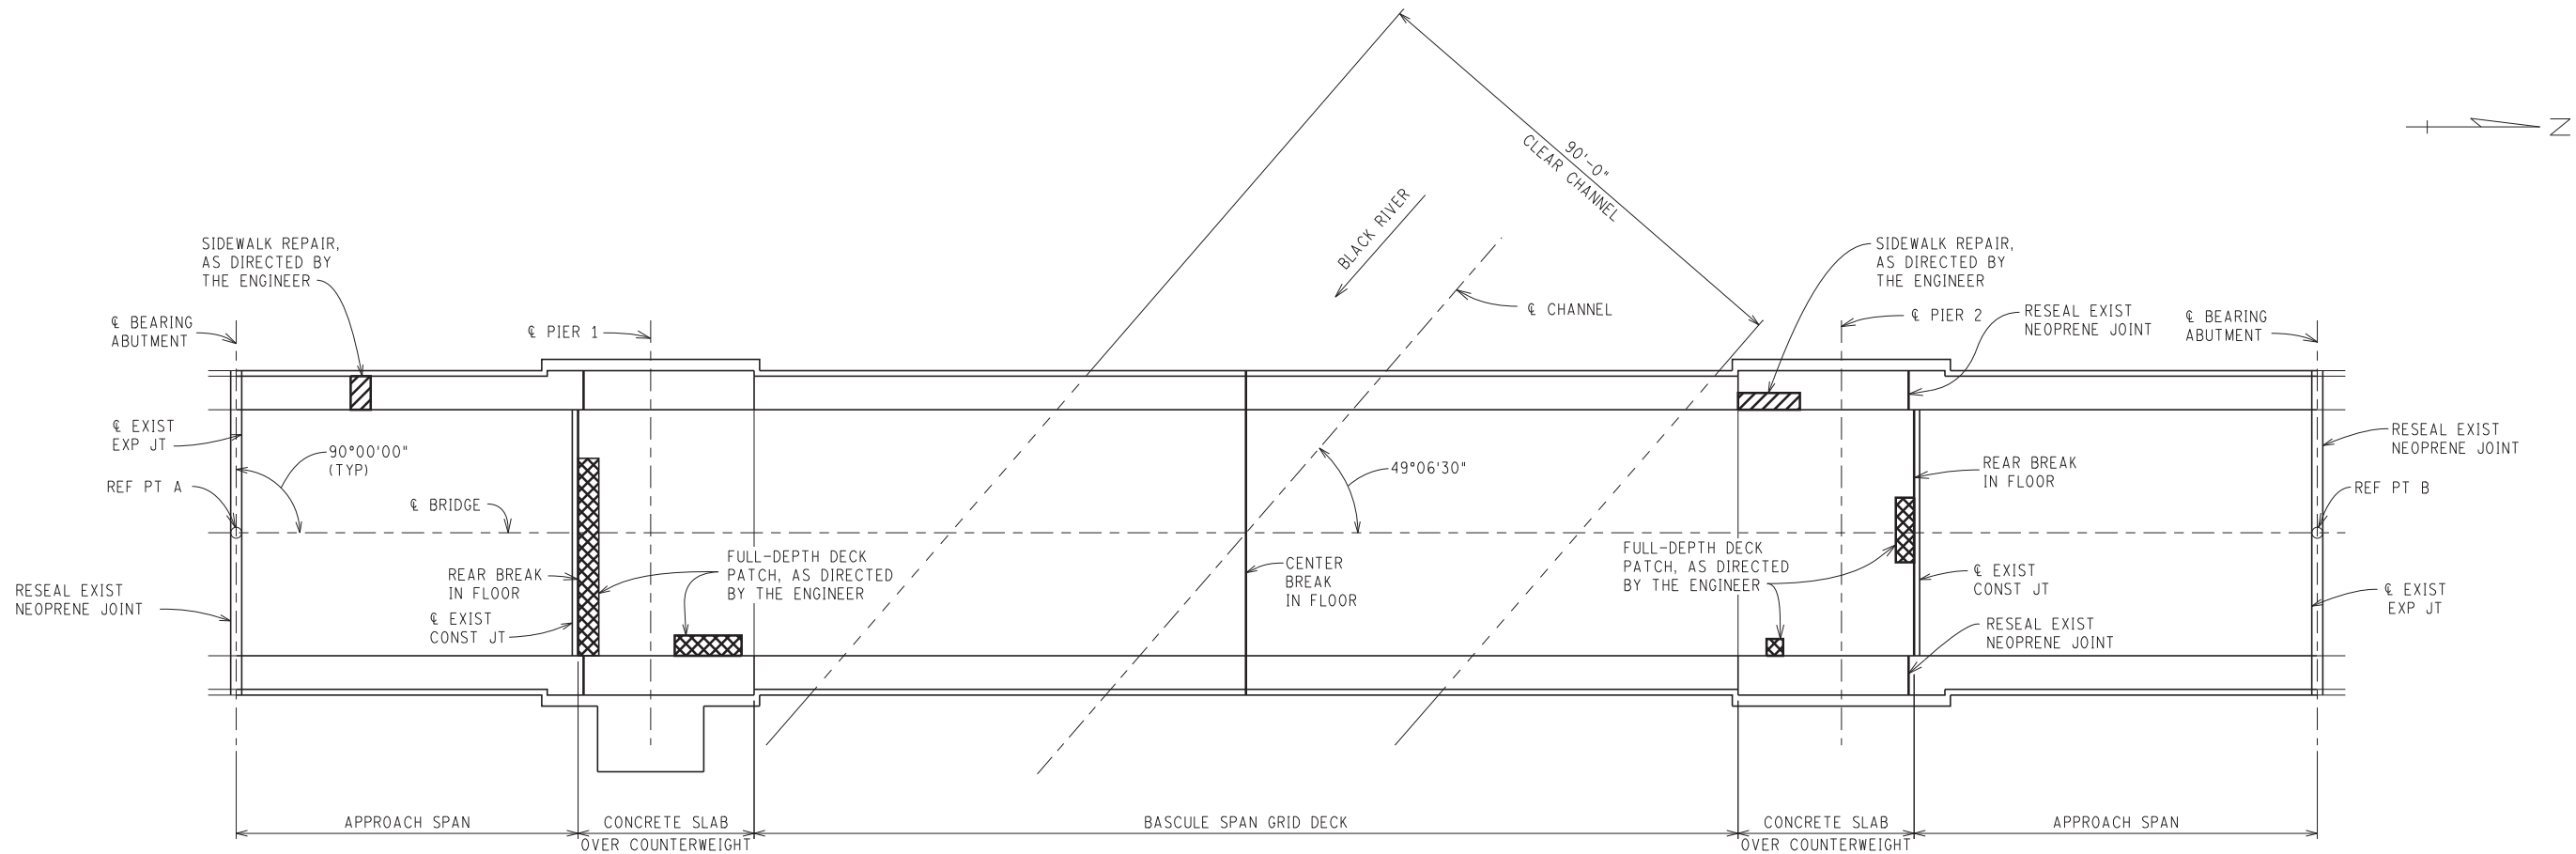 90'-0"
CLEAR CHANNEL
N
BLACK RIVER
SIDEWALK REPAIR,
AS DIRECTED BY
THE ENGINEER
SIDEWALK REPAIR,
AS DIRECTED BY
THE ENGINEER
℄ BEARING
ABUTMENT
℄ PIER 1
℄ CHANNEL
℄ PIER 2
RESEAL EXIST
NEOPRENE JOINT
℄ BEARING
ABUTMENT
℄ EXIST
EXP JT
90°00'00"
(TYP)
REF PT A
℄ BRIDGE
49°06'30"
REAR BREAK
IN FLOOR
RESEAL EXIST
NEOPRENE JOINT
REF PT B
RESEAL EXIST
NEOPRENE JOINT
REAR BREAK
IN FLOOR
℄ EXIST
CONST JT
FULL-DEPTH DECK
PATCH, AS DIRECTED
BY THE ENGINEER
CENTER
BREAK
IN FLOOR
FULL-DEPTH DECK
PATCH, AS DIRECTED
BY THE ENGINEER
℄ EXIST
CONST JT
RESEAL EXIST
NEOPRENE JOINT
℄ EXIST
EXP JT
APPROACH SPAN
CONCRETE SLAB
OVER COUNTERWEIGHT
BASCULE SPAN GRID DECK
CONCRETE SLAB
OVER COUNTERWEIGHT
APPROACH SPAN